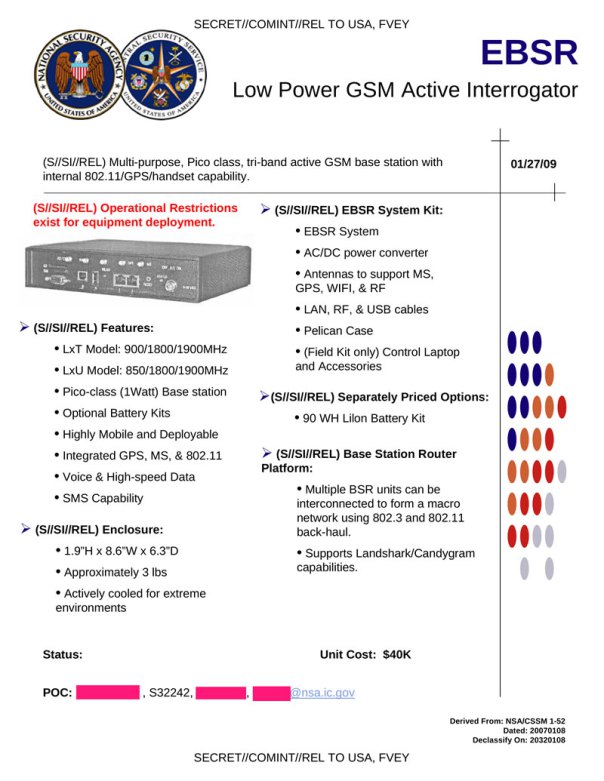 SECRET//COMINT//REL TO USA, FVEY
EBSR
Low Power GSM Active Interrogator
NATIONAL SECURITY AGENCY
UNITED STATES OF AMERICA
CENTRAL SECURITY SERVICE
UNITED STATES OF AMERICA
(S//SI//REL) Multi-purpose, Pico class, tri-band active GSM base station with
internal 802.11/GPS/handset capability.
01/27/09
(S//SI//REL) Operational Restrictions
exist for equipment deployment.
➢ (S//SI//REL) Features:
• LxT Model: 900/1800/1900MHz
• LxU Model: 850/1800/1900MHz
• Pico-class (1Watt) Base station
• Optional Battery Kits
• Highly Mobile and Deployable
• Integrated GPS, MS, & 802.11
• Voice & High-speed Data
• SMS Capability
➢ (S//SI//REL) Enclosure:
• 1.9"H x 8.6"W x 6.3"D
• Approximately 3 lbs
• Actively cooled for extreme
environments
➢ (S//SI//REL) EBSR System Kit:
• EBSR System
• AC/DC power converter
• Antennas to support MS,
GPS, WIFI, & RF
• LAN, RF, & USB cables
• Pelican Case
• (Field Kit only) Control Laptop
and Accessories
➢(S//SI//REL) Separately Priced Options:
• 90 WH LiIon Battery Kit
➢ (S//SI//REL) Base Station Router
Platform:
• Multiple BSR units can be
interconnected to form a macro
network using 802.3 and 802.11
back-haul.
• Supports Landshark/Candygram
capabilities.
Status:
Unit Cost: $40K
POC: , S32242, , @nsa.ic.gov
Derived From: NSA/CSSM 1-52
Dated: 20070108
Declassify On: 20320108
SECRET//COMINT//REL TO USA, FVEY